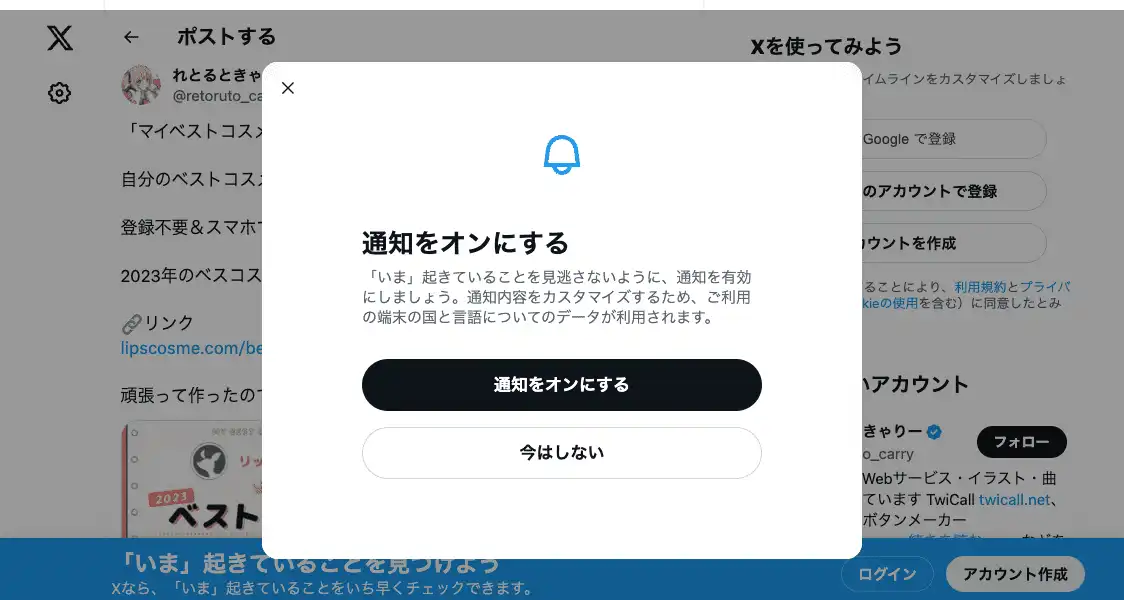 X
ポストする
れとるときゃ
@retoruto_ca
「マイベストコスメ
自分のベストコスメ
登録不要＆スマホ
2023年のベスコス
リンク
lipscosme.com/be
頑張って作ったので
MY BEST
リッ
2023
ベスト
通知をオンにする
「いま」起きていることを見逃さないように、通知を有効
にしましょう。通知内容をカスタマイズするため、ご利用
の端末の国と言語についてのデータが利用されます。
通知をオンにする
今はしない
Xを使ってみよう
イムラインをカスタマイズしましょ
Google で登録
のアカウントで登録
カウントを作成
ることにより、利用規約とプライバ
kieの使用を含む）に同意したとみ
いアカウント
きゃりー
o_carry
フォロー
Webサービス・イラスト・曲
ています TwiCall twicall.net、
ボタンメーカー
「いま」起きていることを見つけよう
Xなら、「いま」起きていることをいち早くチェックできます。
ログイン
アカウント作成